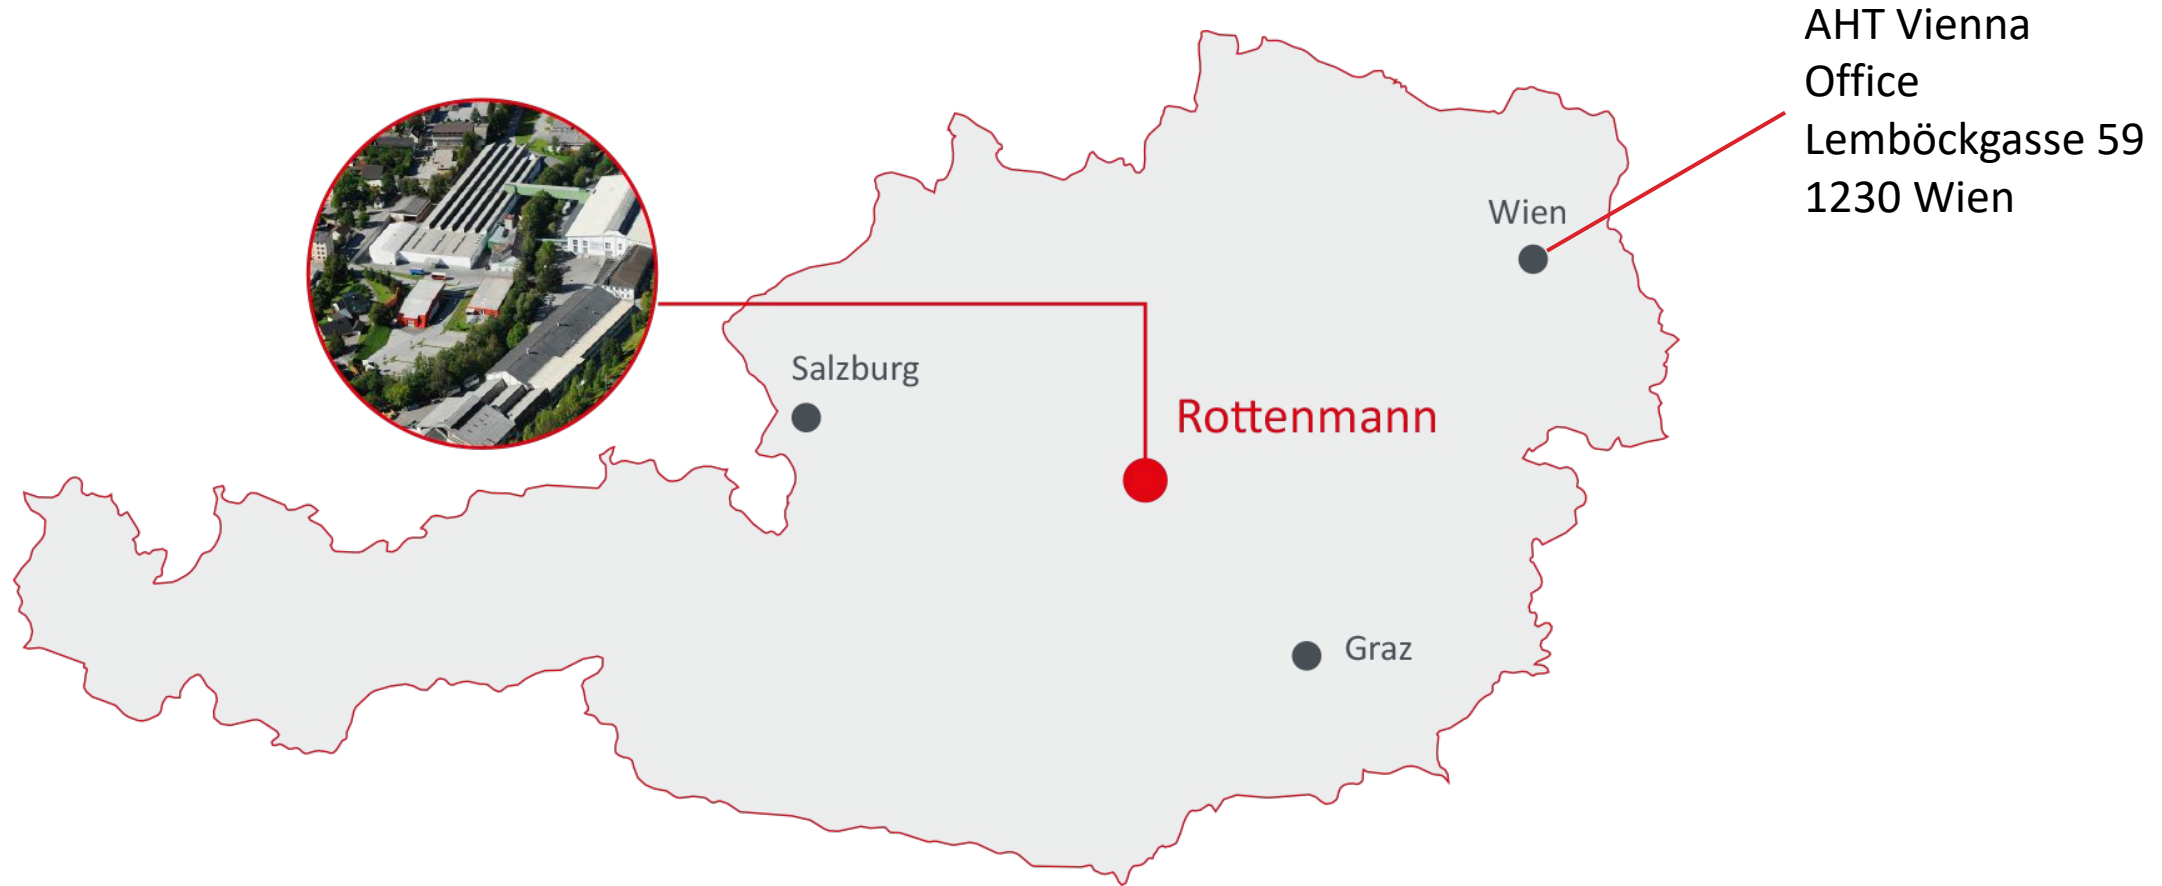 AHT Vienna
Office
Lemböckgasse 59
1230 Wien
Wien
Salzburg
Rottenmann
Graz